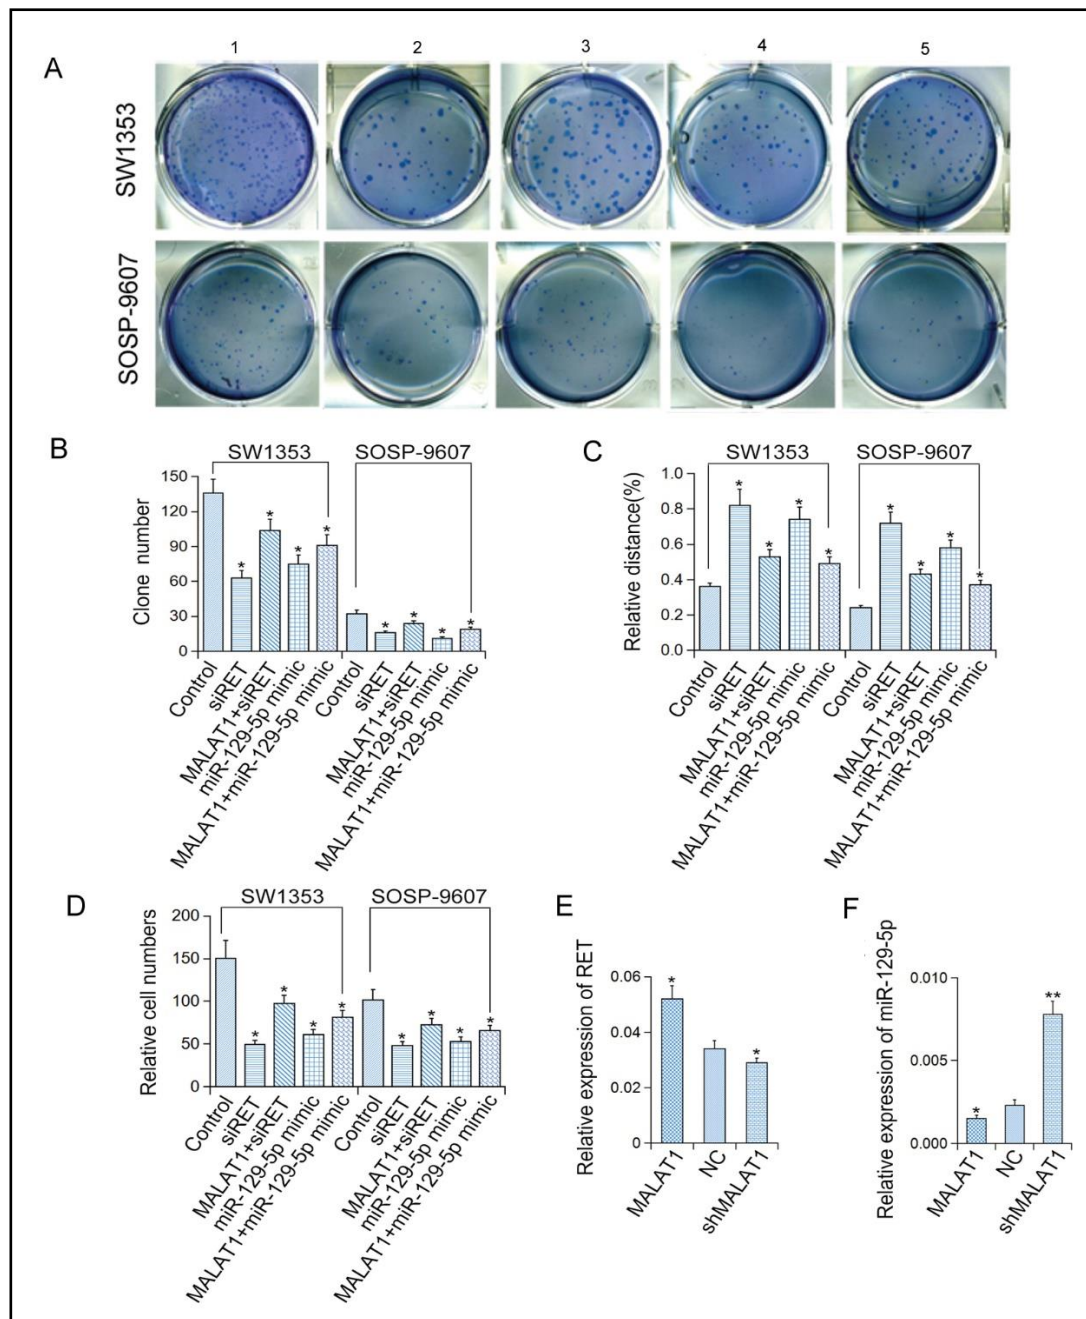 A
1 2 3 4 5
SW1353
SOSP-9607
B
SW1353 SOSP-9607
Clone number
150
120
90
60
30
0
Control
siRET
MALAT1+siRET
miR-129-5p mimic
MALAT1+miR-129-5p mimic
Control
siRET
MALAT1+siRET
miR-129-5p mimic
MALAT1+miR-129-5p mimic
* * * * * * * *
C
SW1353 SOSP-9607
Relative distance(%)
1.0
0.8
0.6
0.4
0.2
0.0
Control
siRET
MALAT1+siRET
miR-129-5p mimic
MALAT1+miR-129-5p mimic
Control
siRET
MALAT1+siRET
miR-129-5p mimic
MALAT1+miR-129-5p mimic
* * * * * * * *
D
SW1353 SOSP-9607
Relative cell numbers
200
150
100
50
0
Control
siRET
MALAT1+siRET
miR-129-5p mimic
MALAT1+miR-129-5p mimic
Control
siRET
MALAT1+siRET
miR-129-5p mimic
MALAT1+miR-129-5p mimic
* * * * * * * *
E
Relative expression of RET
0.06
0.04
0.02
0
MALAT1
NC
shMALAT1
* *
F
Relative expression of miR-129-5p
0.010
0.005
0.000
MALAT1
NC
shMALAT1
* **